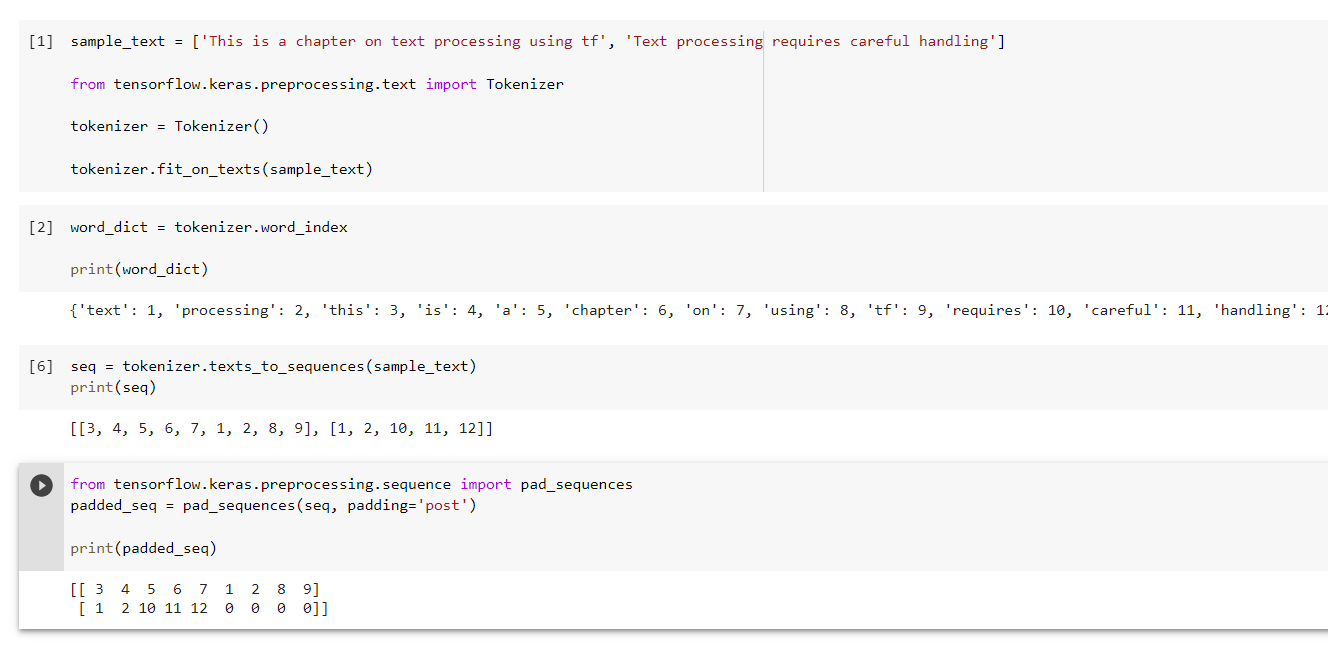 [1] sample_text = ['This is a chapter on text processing using tf', 'Text processing requires careful handling']
from tensorflow.keras.preprocessing.text import Tokenizer
tokenizer = Tokenizer()
tokenizer.fit_on_texts(sample_text)
[2] word_dict = tokenizer.word_index
print(word_dict)
{'text': 1, 'processing': 2, 'this': 3, 'is': 4, 'a': 5, 'chapter': 6, 'on': 7, 'using': 8, 'tf': 9, 'requires': 10, 'careful': 11, 'handling': 12
[6] seq = tokenizer.texts_to_sequences(sample_text)
print(seq)
[[3, 4, 5, 6, 7, 1, 2, 8, 9], [1, 2, 10, 11, 12]]
from tensorflow.keras.preprocessing.sequence import pad_sequences
padded_seq = pad_sequences(seq, padding='post')
print(padded_seq)
[[ 3  4  5  6  7  1  2  8  9]
 [ 1  2 10 11 12  0  0  0  0]]